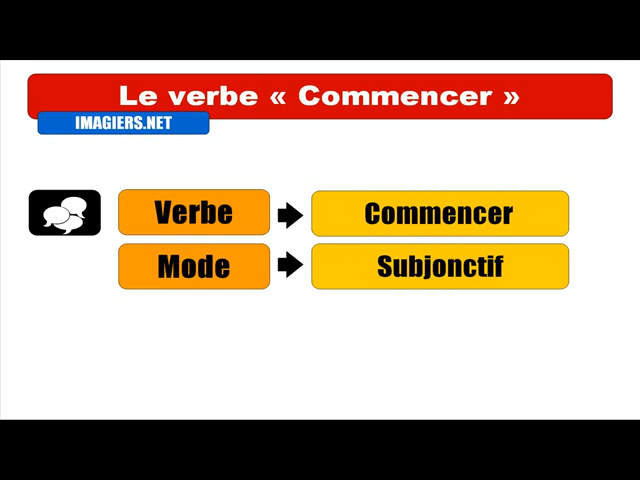 Le verbe « Commencer »
IMAGIERS.NET
Verbe Commencer
Mode Subjonctif